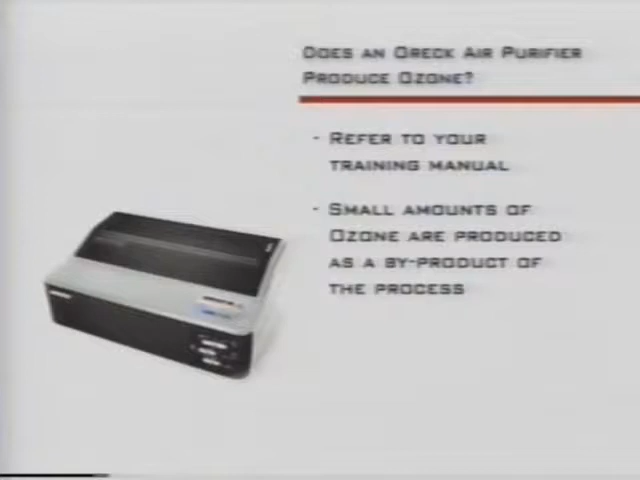 Does an Oreck Air Purifier
Produce Ozone?
- Refer to your
training manual
- Small amounts of
Ozone are produced
as a by-product of
the process